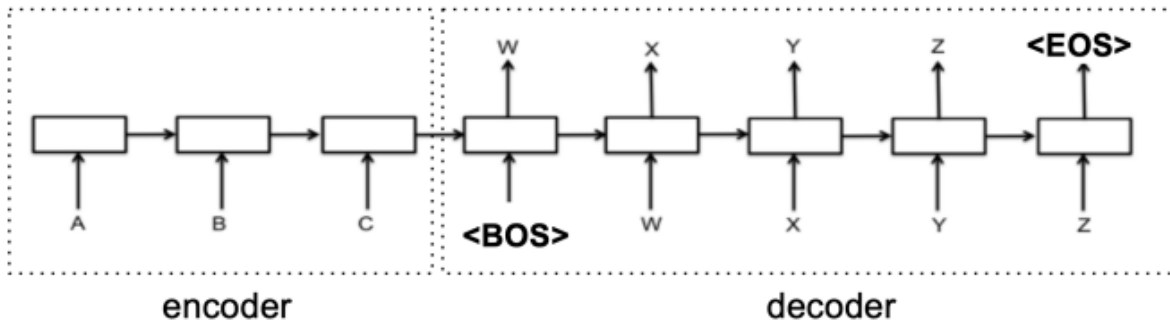 W X Y Z <EOS>
A B C <BOS> W X Y Z
encoder decoder